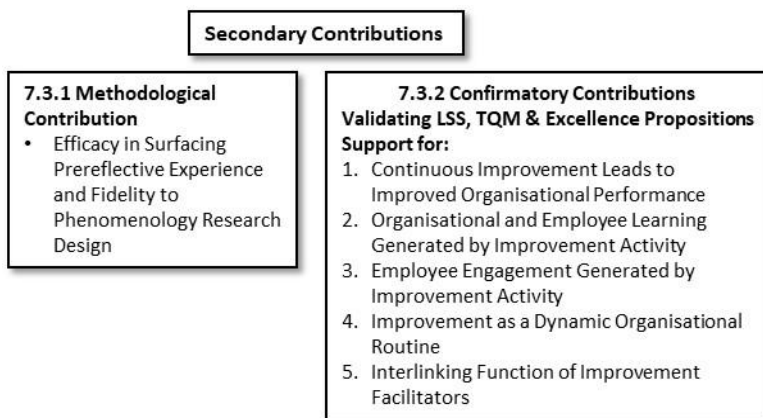 Secondary Contributions
7.3.1 Methodological
Contribution
• Efficacy in Surfacing
Prereflective Experience
and Fidelity to
Phenomenology Research
Design
7.3.2 Confirmatory Contributions
Validating LSS, TQM & Excellence Propositions
Support for:
1. Continuous Improvement Leads to
Improved Organisational Performance
2. Organisational and Employee Learning
Generated by Improvement Activity
3. Employee Engagement Generated by
Improvement Activity
4. Improvement as a Dynamic Organisational
Routine
5. Interlinking Function of Improvement
Facilitators